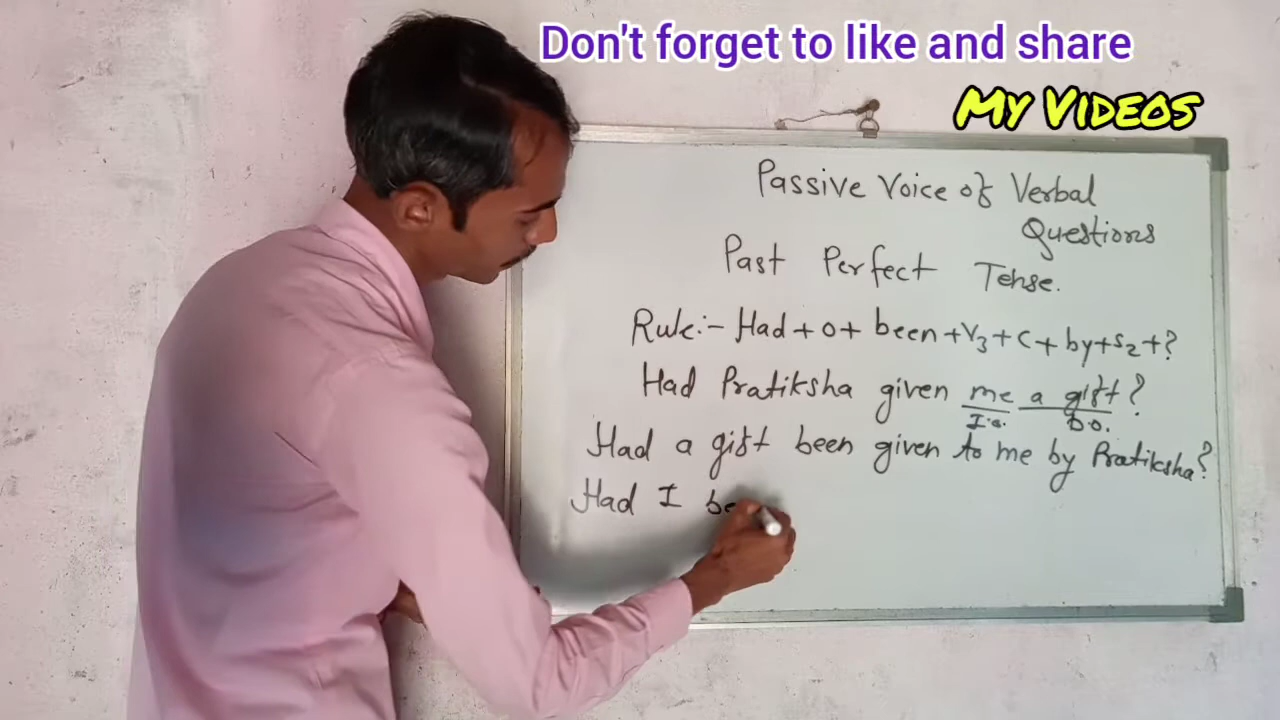 Don't forget to like and share
My Videos
Passive Voice of Verbal
Questions
Past Perfect Tense.
Rule:- Had + O + been + V3 + C + by + S2 + ?
Had Pratiksha given me a gift ?
I.O. D.O.
Had a gift been given to me by Pratiksha?
Had I be